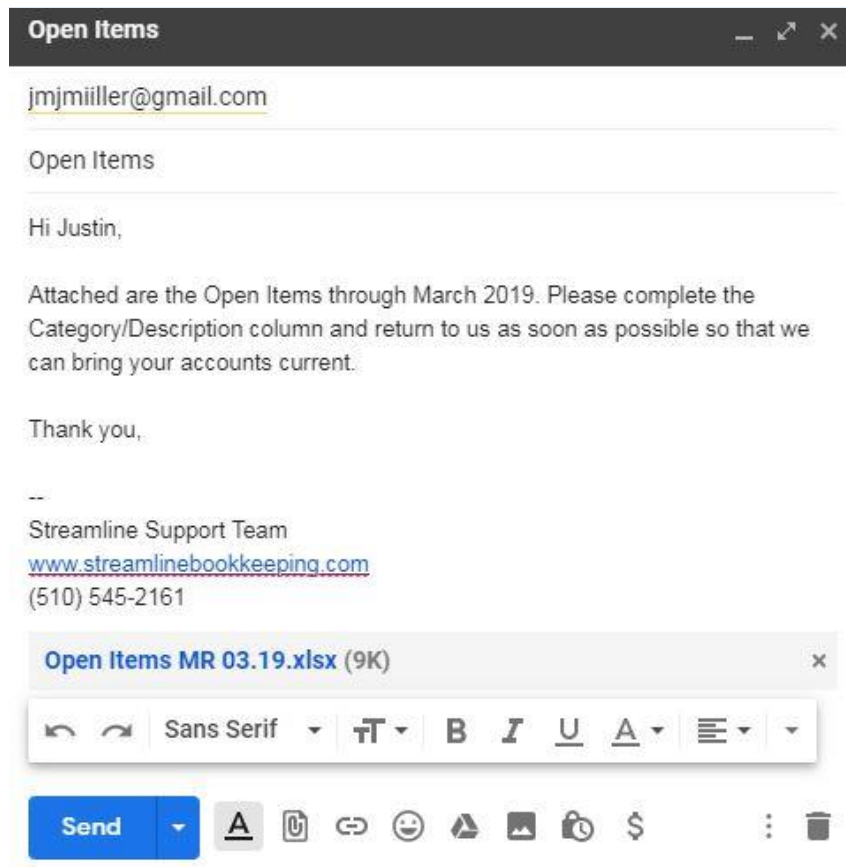 Open Items
jmjmiiller@gmail.com
Open Items
Hi Justin,
Attached are the Open Items through March 2019. Please complete the
Category/Description column and return to us as soon as possible so that we
can bring your accounts current.
Thank you,
--
Streamline Support Team
www.streamlinebookkeeping.com
(510) 545-2161
Open Items MR 03.19.xlsx (9K)
Sans Serif TT B I U A
Send A $